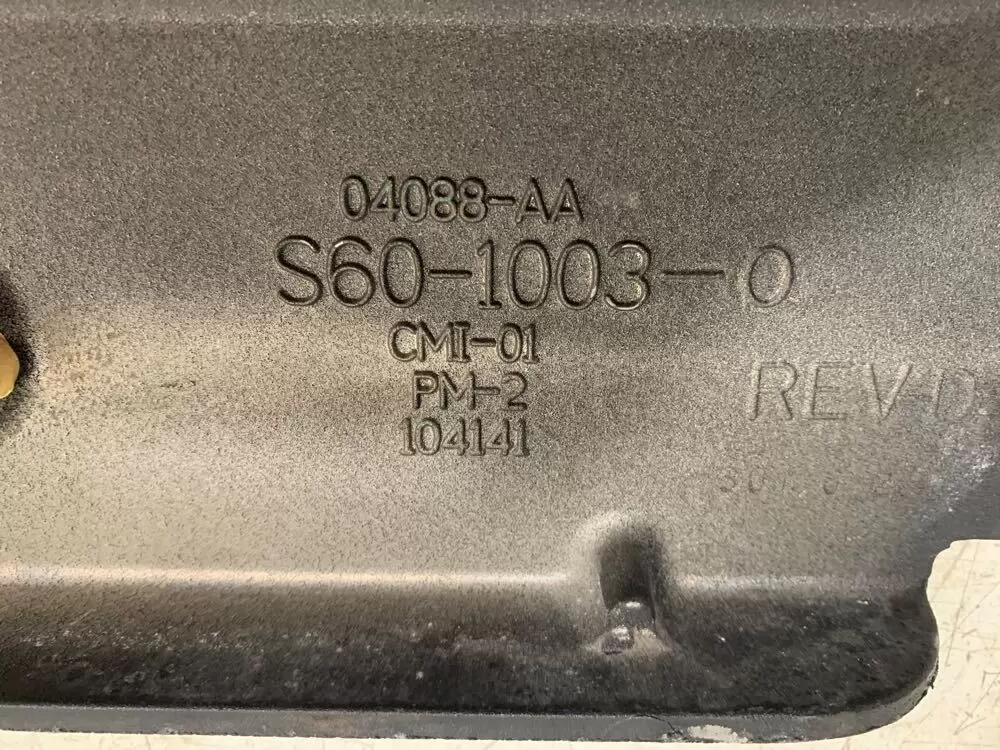 04088-AA
S60-1003-0
CMI-01
PM-2
104141
REV D